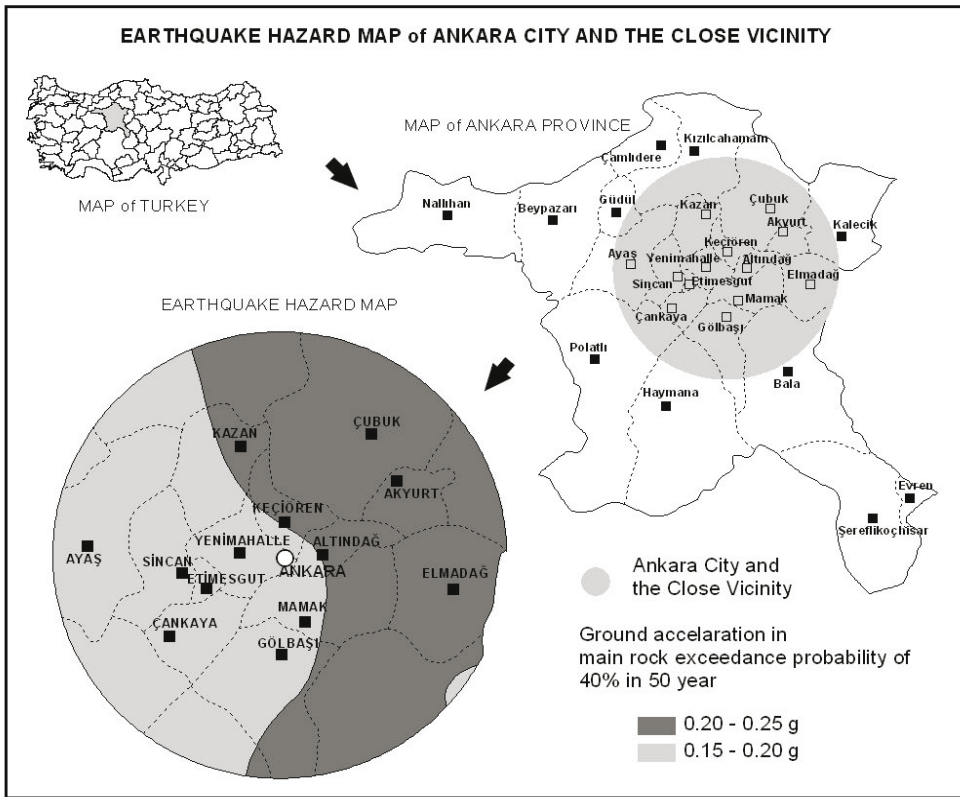 EARTHQUAKE HAZARD MAP of ANKARA CITY AND THE CLOSE VICINITY
MAP of TURKEY
MAP of ANKARA PROVINCE
Kızılcahamam
Çamlıdere
Nallıhan
Beypazarı
Güdül
Kazan
Çubuk
Akyurt
Kalecik
Keçiören
Ayaş
Yenimahalle
Altındağ
Sincan
Etimesgut
Elmadağ
Mamak
Çankaya
Gölbaşı
Polatlı
Bala
Haymana
Evren
Şereflikoçhisar
EARTHQUAKE HAZARD MAP
KAZAN
ÇUBUK
AKYURT
KEÇİÖREN
YENİMAHALLE
ALTINDAĞ
AYAŞ
SİNCAN
ANKARA
ETİMESGUT
ELMADAĞ
MAMAK
ÇANKAYA
GÖLBAŞI
Ankara City and
the Close Vicinity
Ground accelaration in
main rock exceedance probability of
40% in 50 year
0.20 - 0.25 g
0.15 - 0.20 g